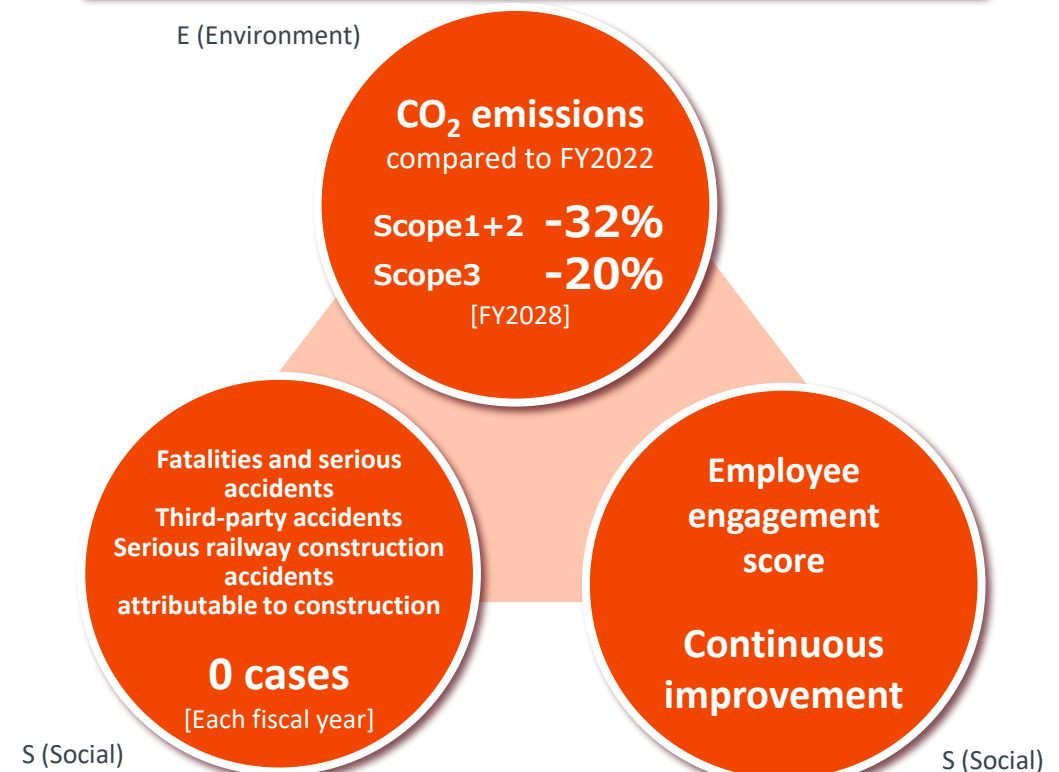 E (Environment)
CO₂ emissions
compared to FY2022
Scope1+2 -32%
Scope3 -20%
[FY2028]
Fatalities and serious
accidents
Third-party accidents
Serious railway construction
accidents
attributable to construction
0 cases
[Each fiscal year]
S (Social)
Employee
engagement
score
Continuous
improvement
S (Social)